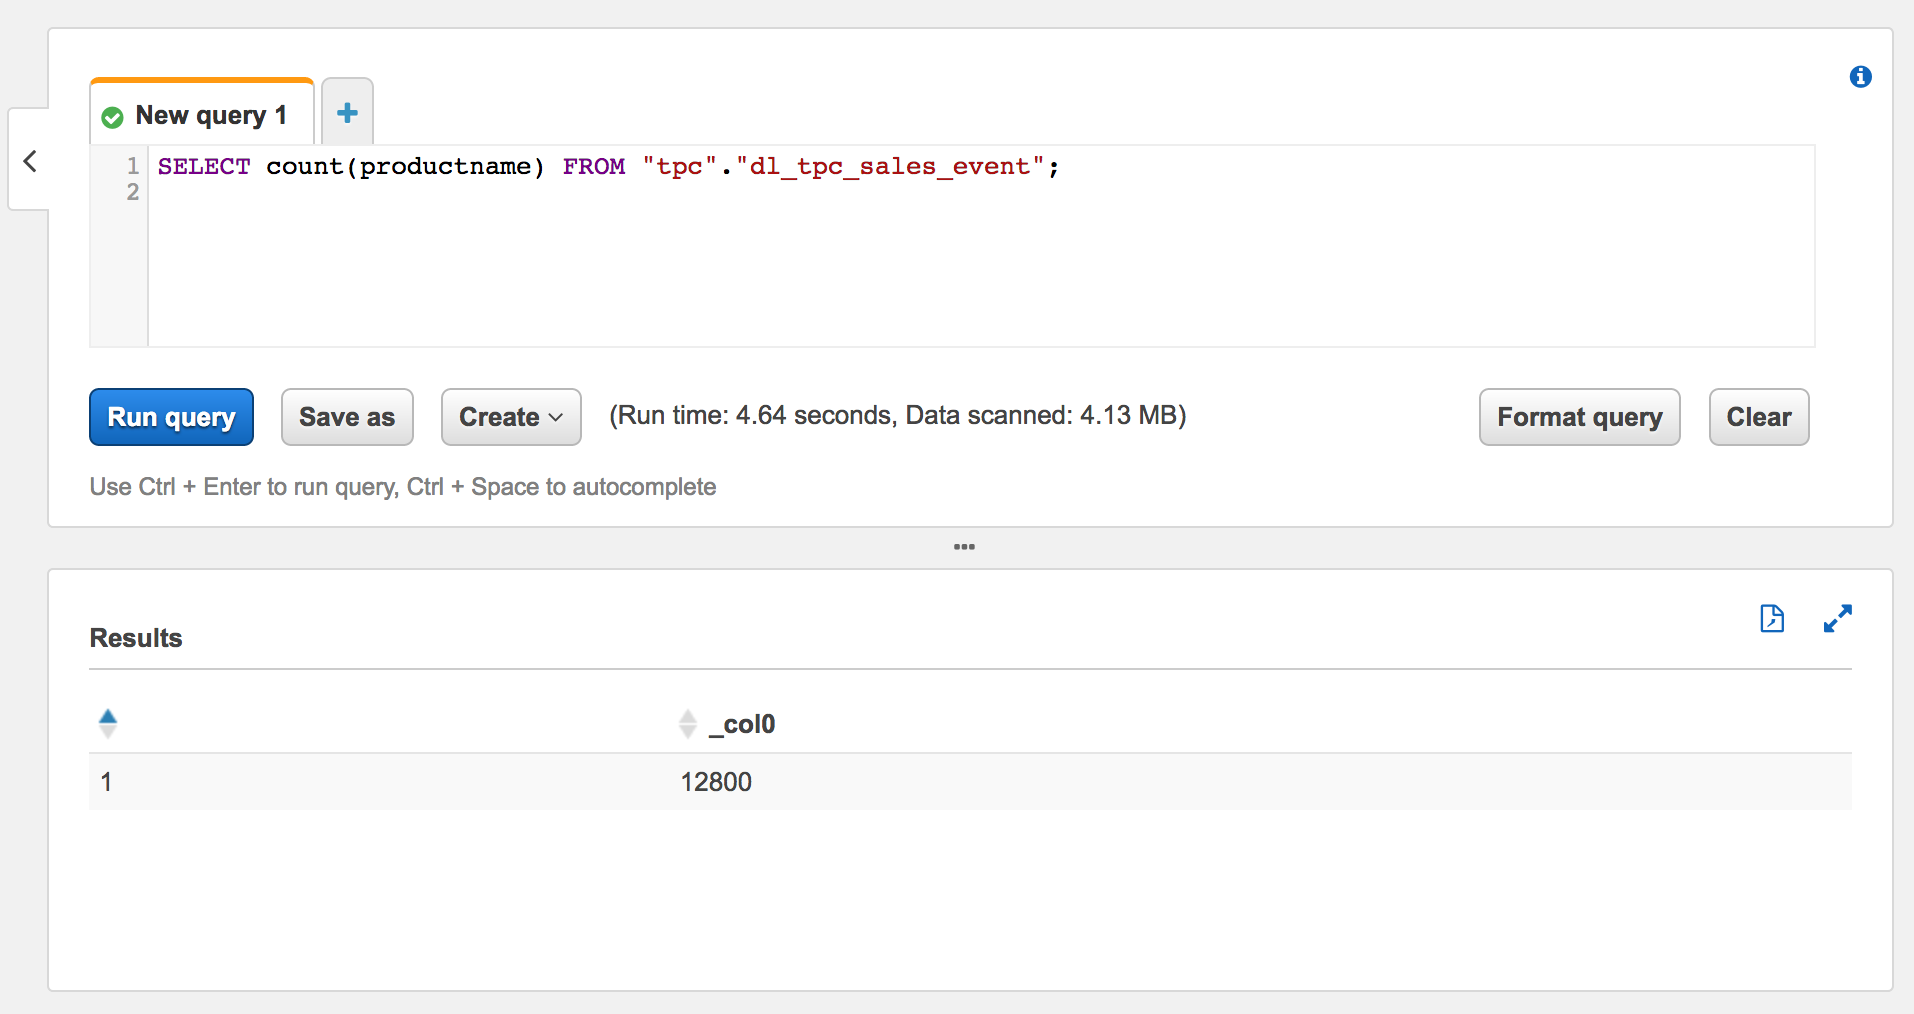 New query 1
1 SELECT count(productname) FROM "tpc"."dl_tpc_sales_event";
2
Run query Save as Create (Run time: 4.64 seconds, Data scanned: 4.13 MB) Format query Clear
Use Ctrl + Enter to run query, Ctrl + Space to autocomplete
Results
_col0
1 12800